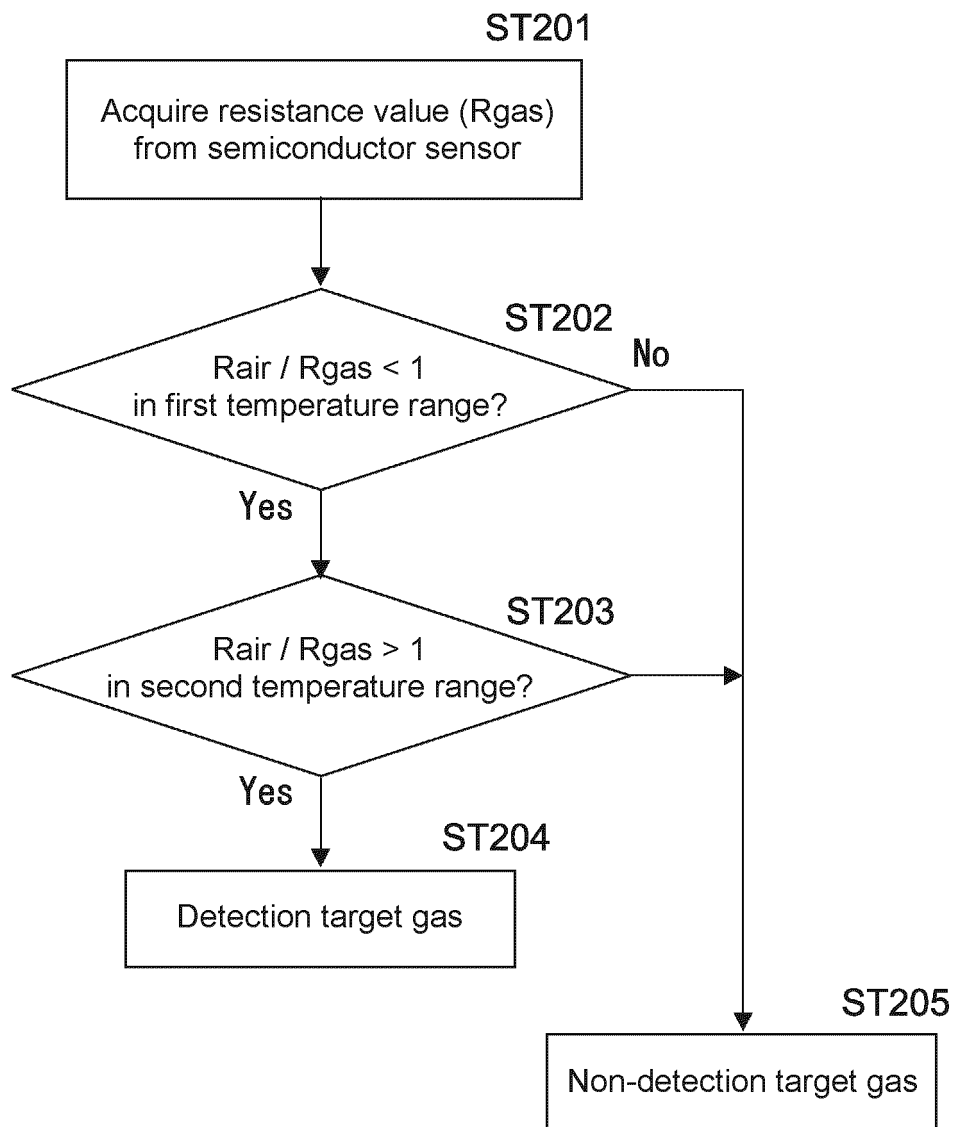 ST201
Acquire resistance value (Rgas)
from semiconductor sensor
ST202
Rair / Rgas < 1
in first temperature range?
No
Yes
ST203
Rair / Rgas > 1
in second temperature range?
Yes
ST204
Detection target gas
ST205
Non-detection target gas